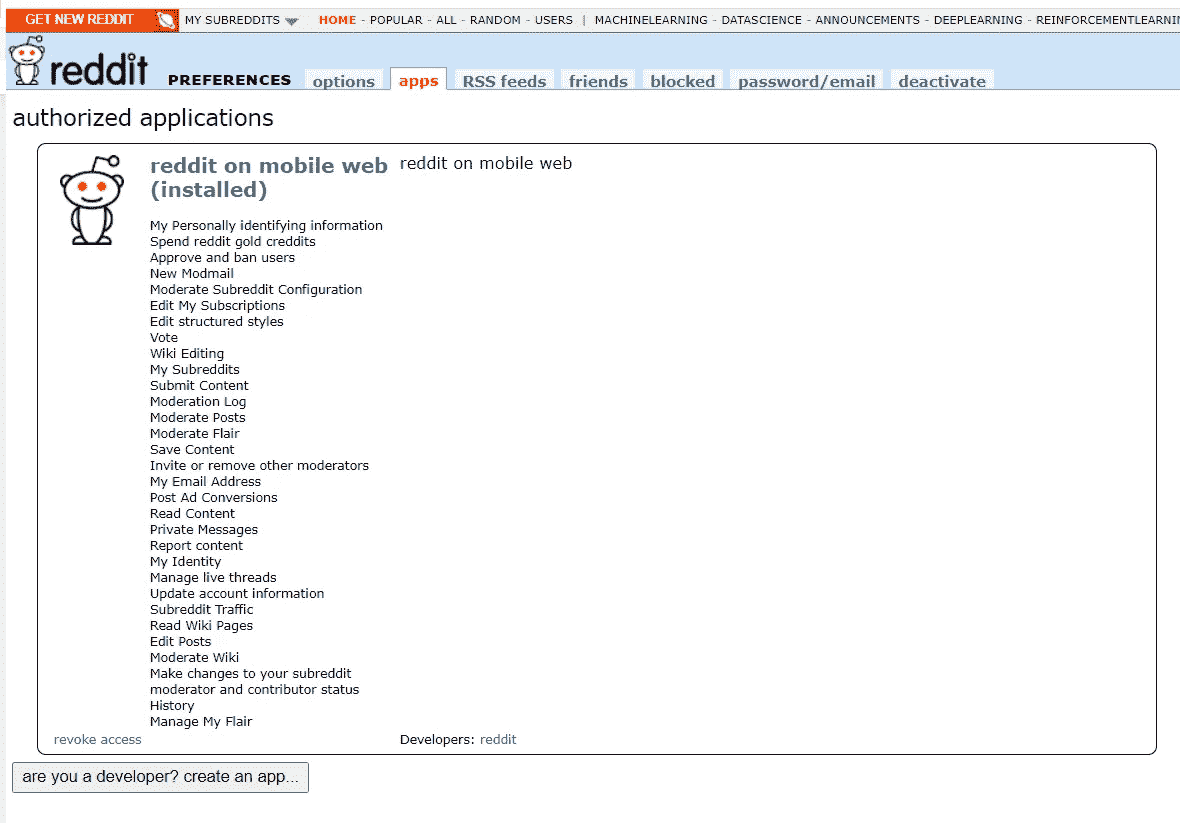 GET NEW REDDIT MY SUBREDDITS HOME - POPULAR - ALL - RANDOM - USERS | MACHINELEARNING - DATASCIENCE - ANNOUNCEMENTS - DEEPLEARNING - REINFORCEMENTLEARNIN
reddit PREFERENCES options apps RSS feeds friends blocked password/email deactivate
authorized applications
reddit on mobile web reddit on mobile web
(installed)
My Personally identifying information
Spend reddit gold creddits
Approve and ban users
New Modmail
Moderate Subreddit Configuration
Edit My Subscriptions
Edit structured styles
Vote
Wiki Editing
My Subreddits
Submit Content
Moderation Log
Moderate Posts
Moderate Flair
Save Content
Invite or remove other moderators
My Email Address
Post Ad Conversions
Read Content
Private Messages
Report content
My Identity
Manage live threads
Update account information
Subreddit Traffic
Read Wiki Pages
Edit Posts
Moderate Wiki
Make changes to your subreddit
moderator and contributor status
History
Manage My Flair
revoke access Developers: reddit
are you a developer? create an app...